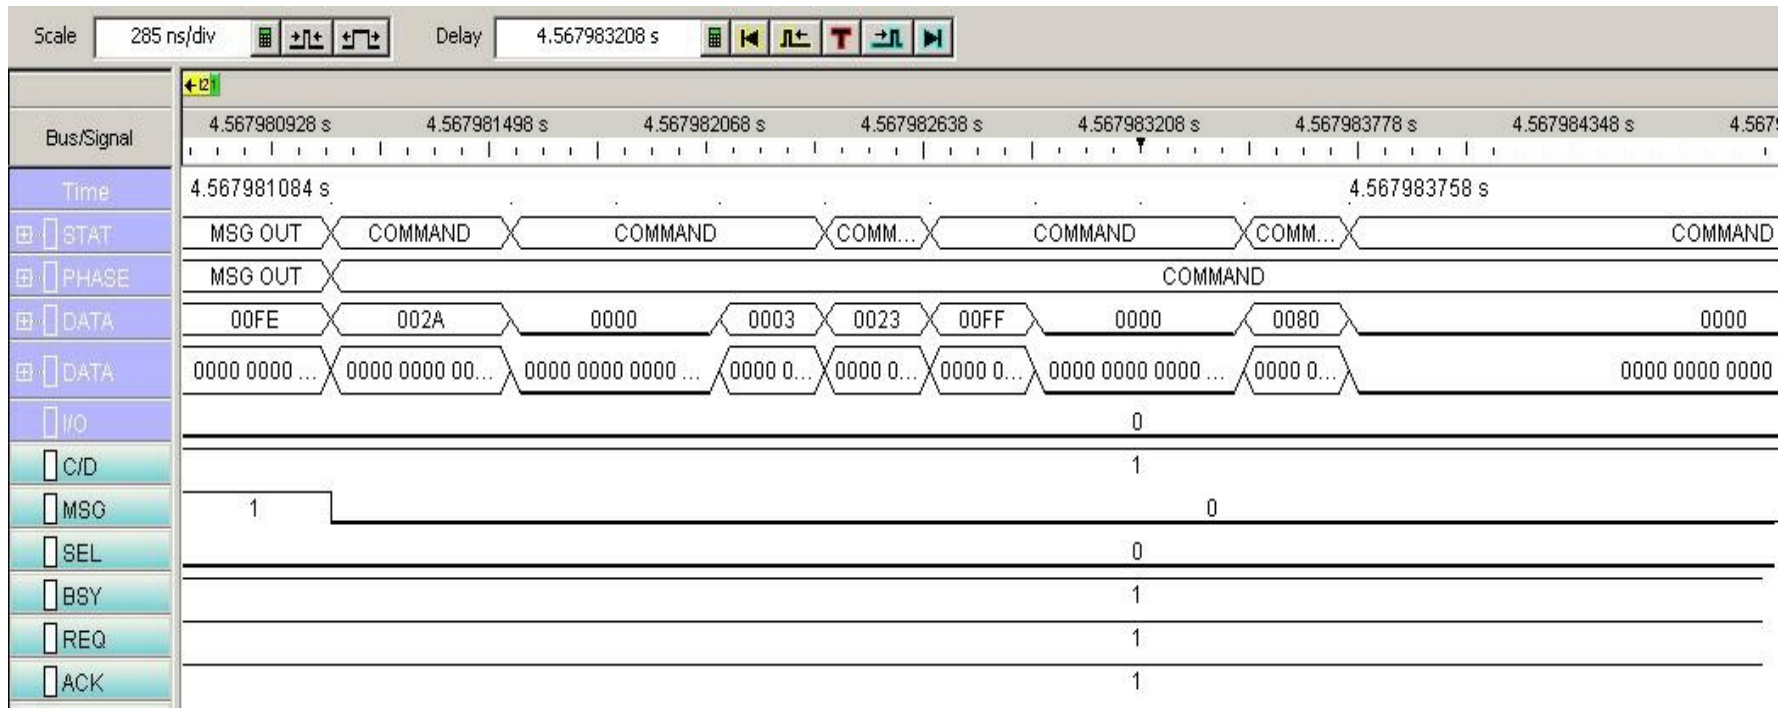 Scale 285 ns/div Delay 4.567983208 s T
Bus/Signal 4.567980928 s 4.567981498 s 4.567982068 s 4.567982638 s 4.567983208 s 4.567983778 s 4.567984348 s 4.567
Time 4.567981084 s 4.567983758 s
STAT MSG OUT COMMAND COMMAND COMM... COMMAND COMM... COMMAND
PHASE MSG OUT COMMAND
DATA 00FE 002A 0000 0003 0023 00FF 0000 0080 0000
DATA 0000 0000 ... 0000 0000 00... 0000 0000 0000 ... 0000 0... 0000 0... 0000 0... 0000 0000 0000 ... 0000 0... 0000 0000 0000
I/O 0
C/D 1
MSG 1 0
SEL 0
BSY 1
REQ 1
ACK 1